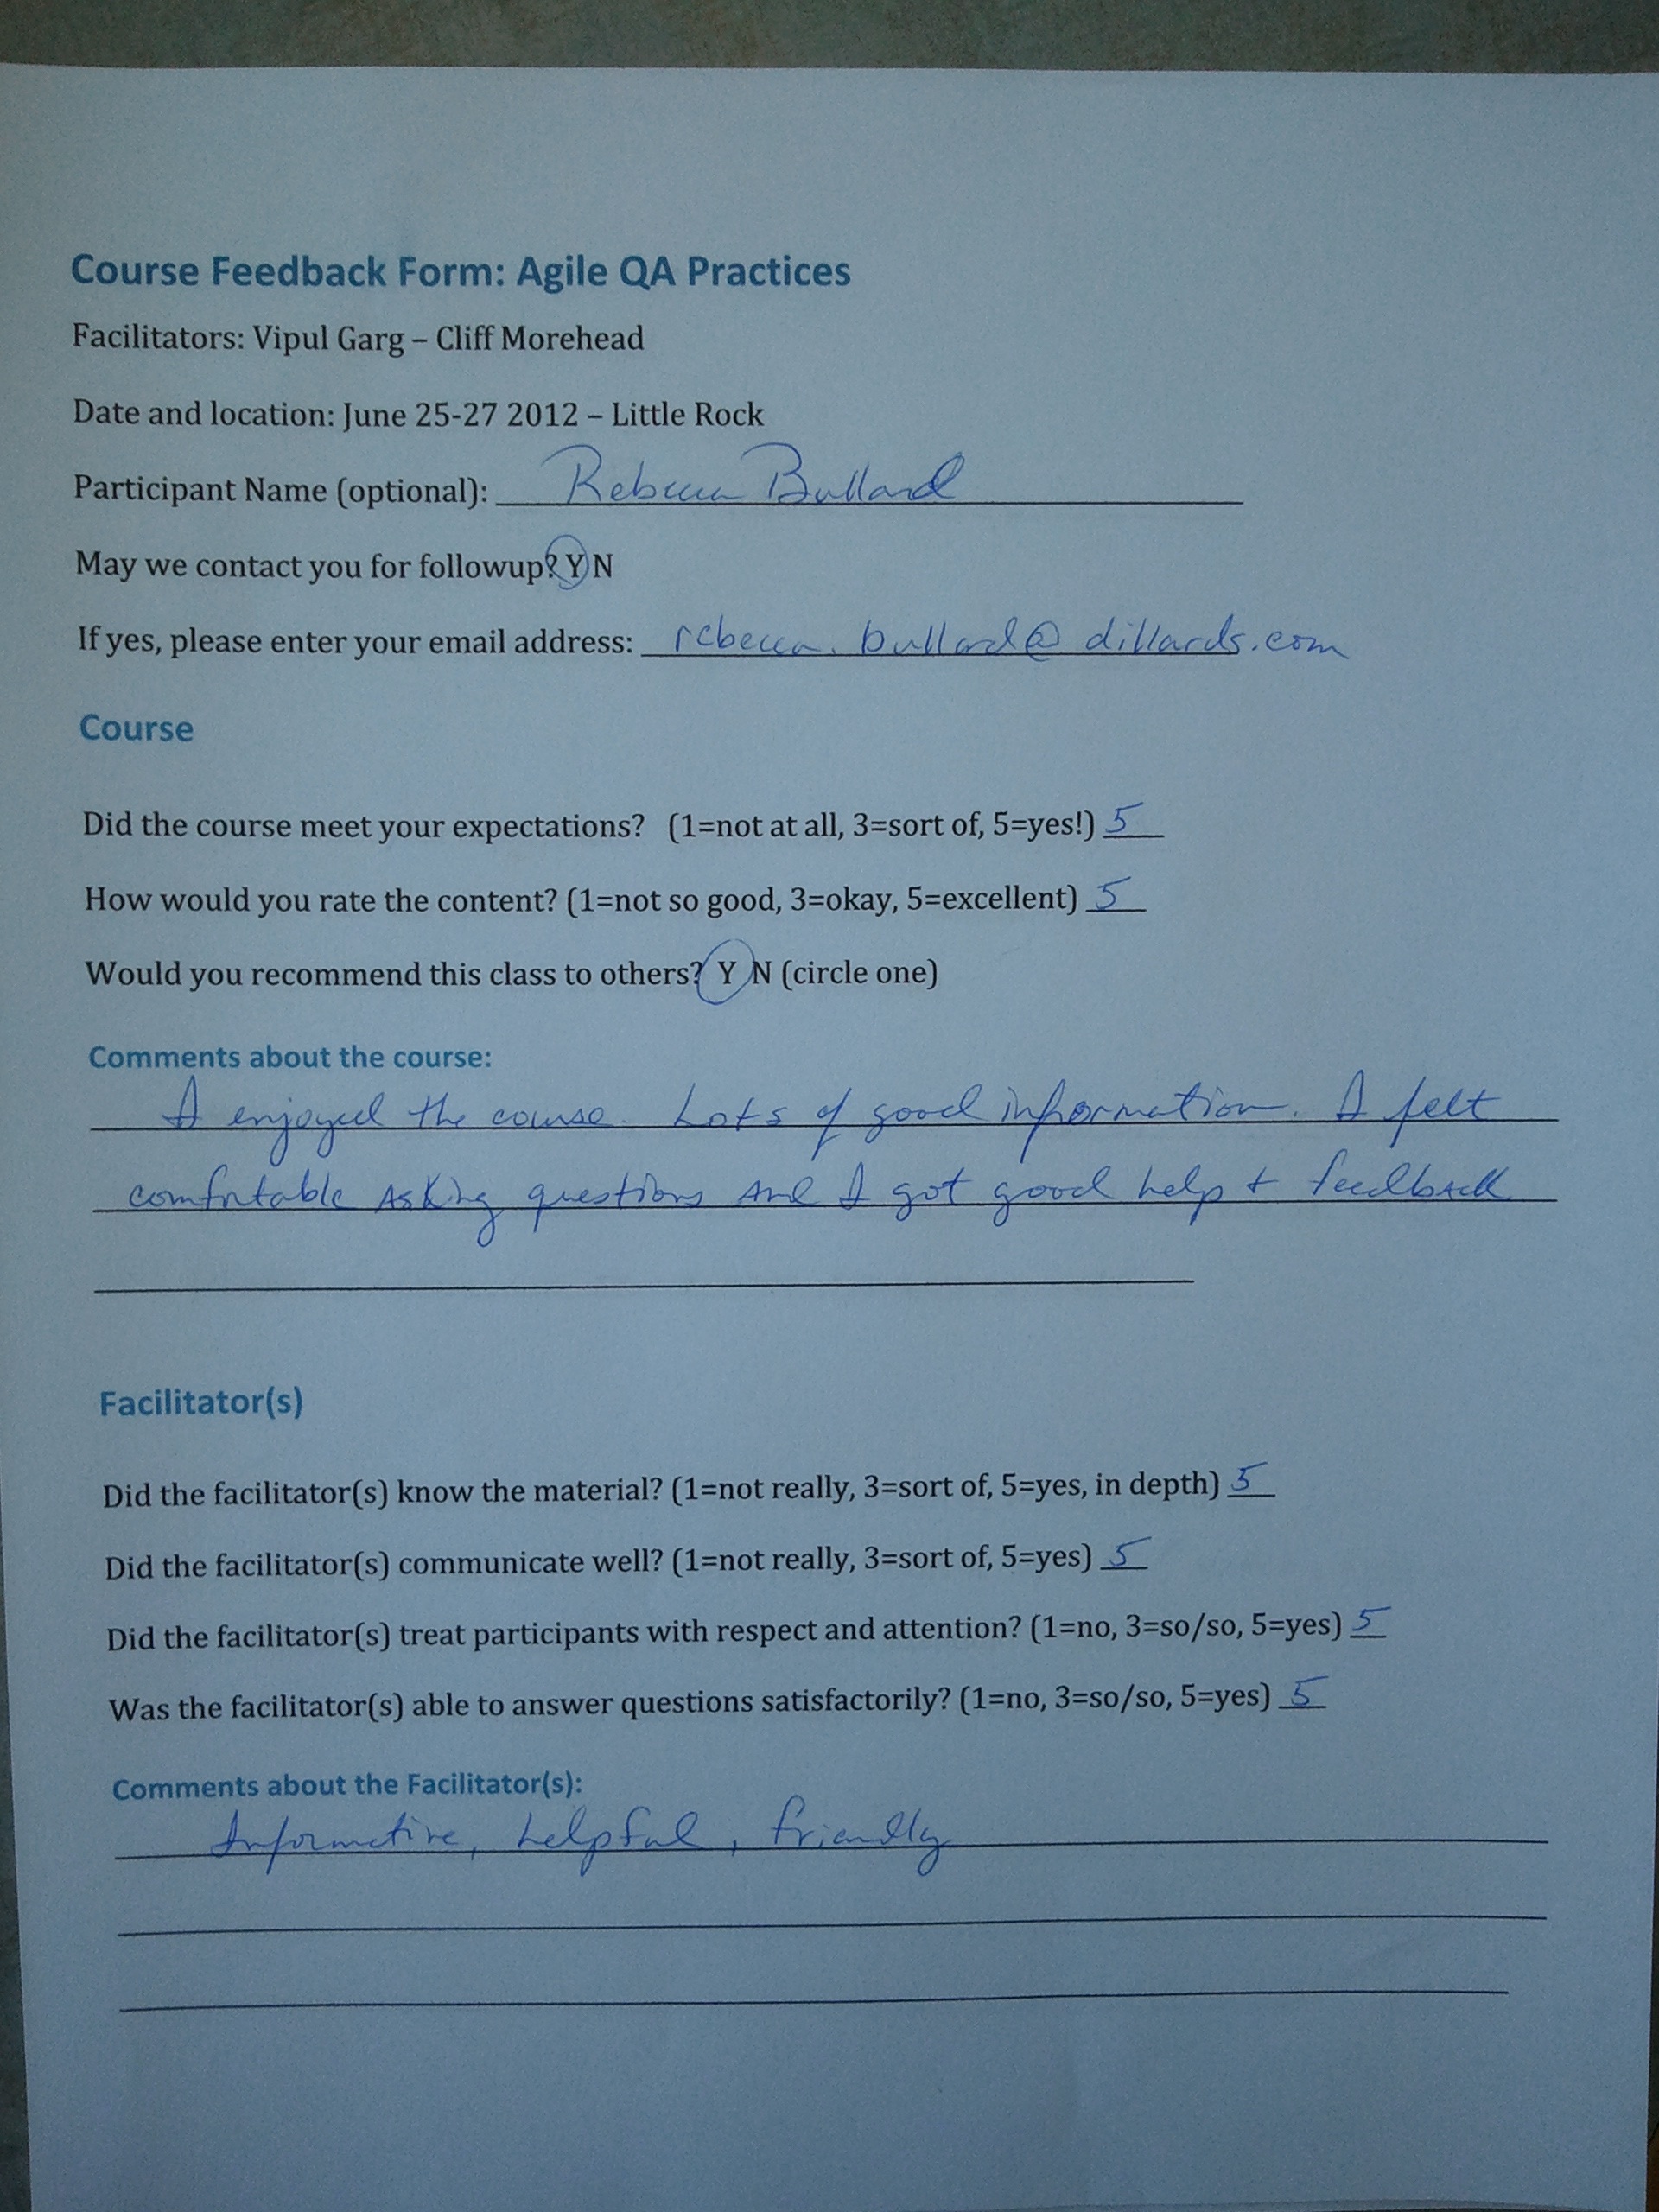 Course Feedback Form: Agile QA Practices
Facilitators: Vipul Garg – Cliff Morehead
Date and location: June 25-27 2012 – Little Rock
Participant Name (optional): Rebecca Bullard
May we contact you for followup? Y N
If yes, please enter your email address: rebecca.bullard@dillards.com
Course
Did the course meet your expectations? (1=not at all, 3=sort of, 5=yes!) 5
How would you rate the content? (1=not so good, 3=okay, 5=excellent) 5
Would you recommend this class to others? Y N (circle one)
Comments about the course:
I enjoyed the course. Lots of good information. I felt
comfortable asking questions and I got good help + feedback
Facilitator(s)
Did the facilitator(s) know the material? (1=not really, 3=sort of, 5=yes, in depth) 5
Did the facilitator(s) communicate well? (1=not really, 3=sort of, 5=yes) 5
Did the facilitator(s) treat participants with respect and attention? (1=no, 3=so/so, 5=yes) 5
Was the facilitator(s) able to answer questions satisfactorily? (1=no, 3=so/so, 5=yes) 5
Comments about the Facilitator(s):
Informative, helpful, friendly